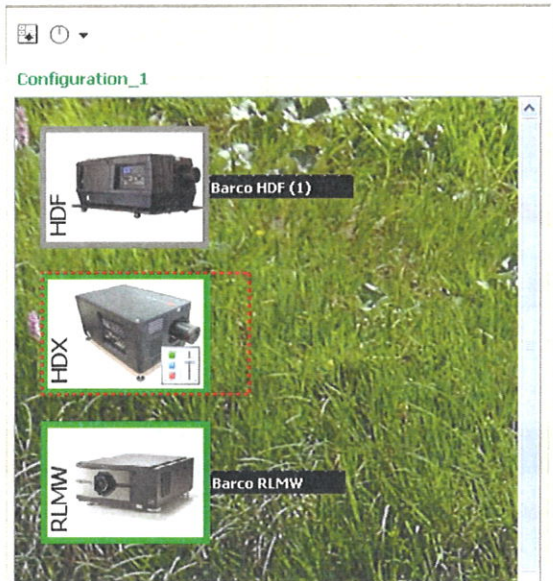 Configuration_1
HDF
Barco HDF (1)
HDX
RLMW
Barco RLMW